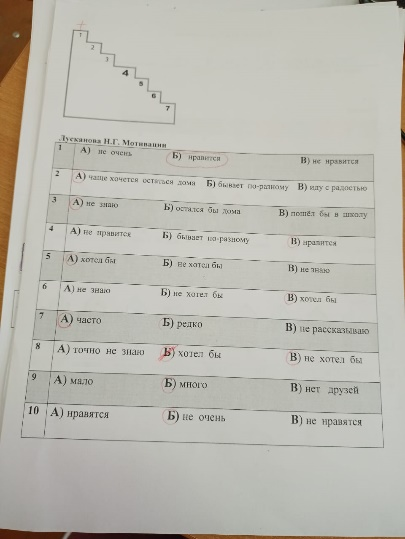 1
2
3
4
5
6
7
Лусканова Н.Г. Мотивации
1 А) не очень Б) нравится В) не нравится
2 А) чаще хочется остаться дома Б) бывает по-разному В) иду с радостью
3 А) не знаю Б) остался бы дома В) пошёл бы в школу
4 А) не нравится Б) бывает по-разному В) нравится
5 А) хотел бы Б) не хотел бы В) не знаю
6 А) не знаю Б) не хотел бы В) хотел бы
7 А) часто Б) редко В) не рассказываю
8 А) точно не знаю Б) хотел бы В) не хотел бы
9 А) мало Б) много В) нет друзей
10 А) нравятся Б) не очень В) не нравятся